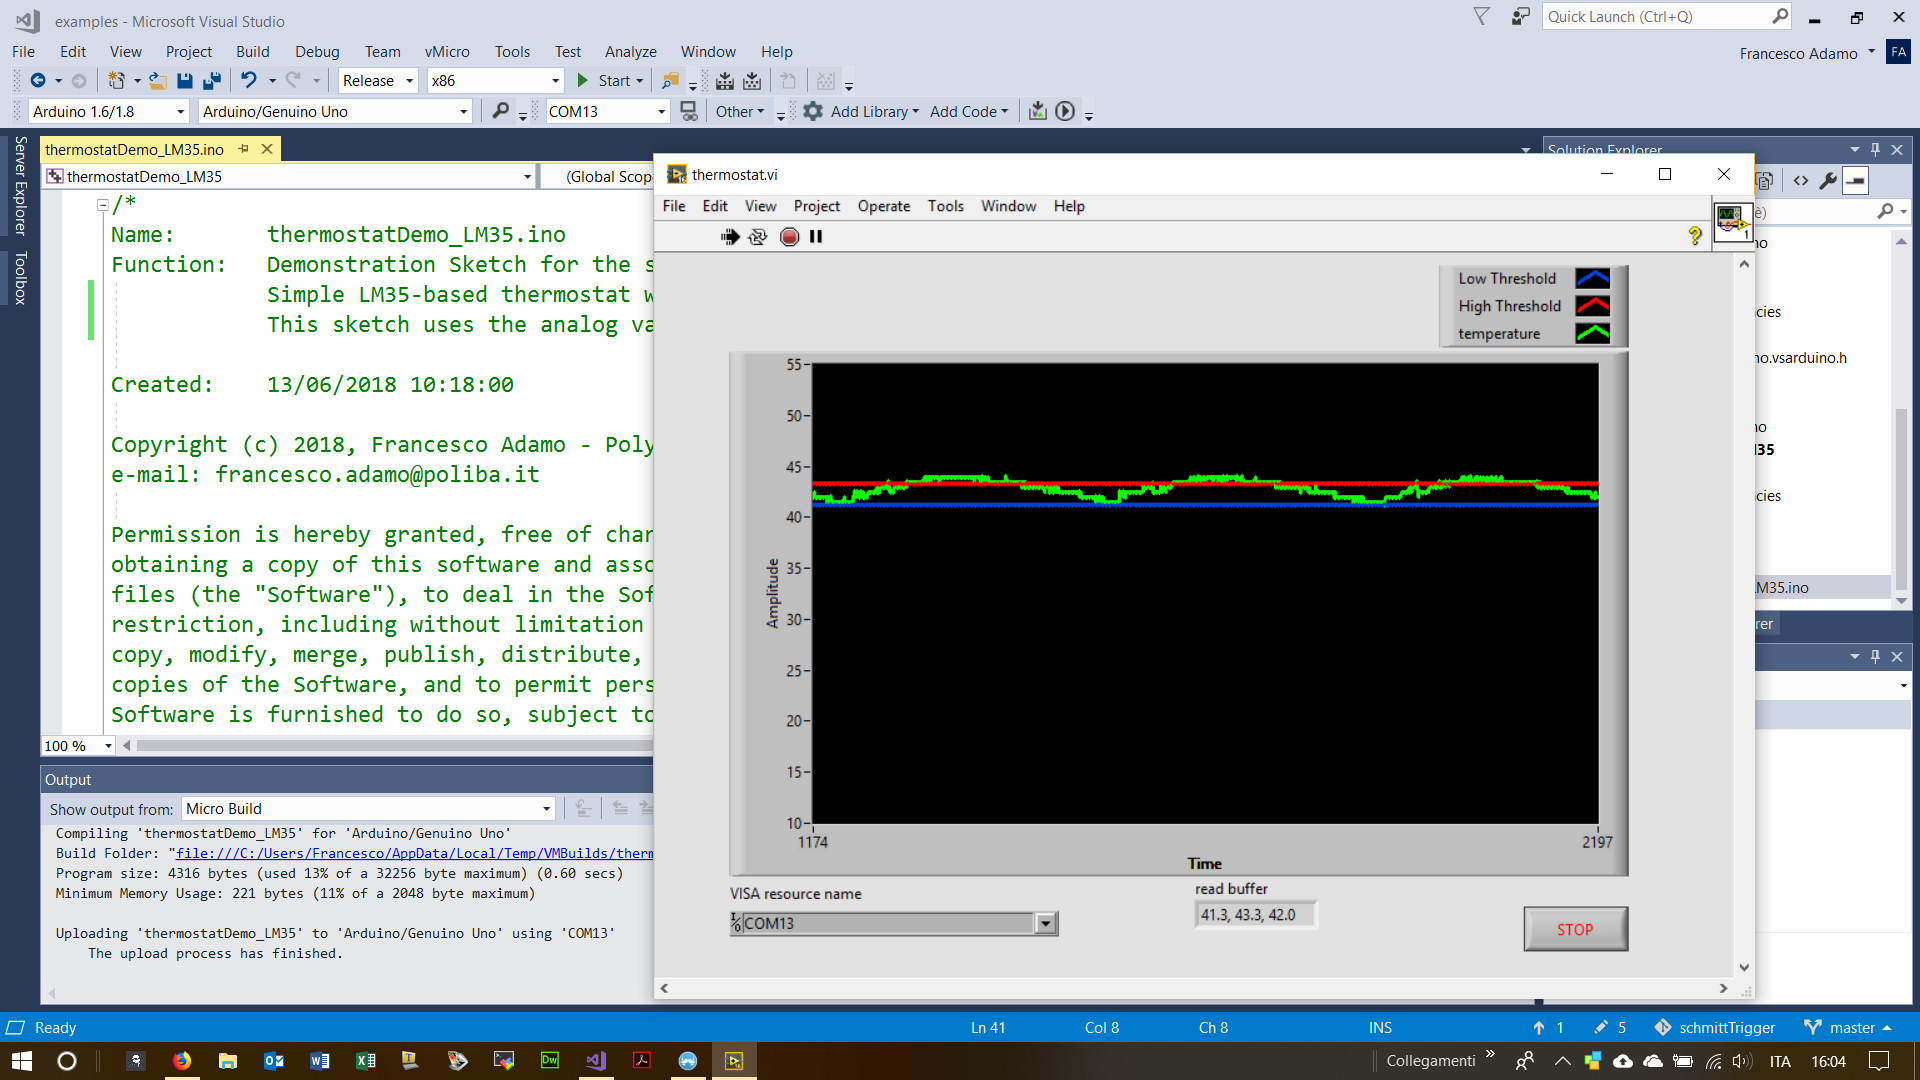 examples - Microsoft Visual Studio
Quick Launch (Ctrl+Q)
File Edit View Project Build Debug Team vMicro Tools Test Analyze Window Help
Francesco Adamo FA
Release x86 Start
Arduino 1.6/1.8 Arduino/Genuino Uno COM13 Other Add Library Add Code
Server Explorer
Toolbox
thermostatDemo_LM35.ino
thermostatDemo_LM35 (Global Scop
/*
Name: thermostatDemo_LM35.ino
Function: Demonstration Sketch for the s
Simple LM35-based thermostat w
This sketch uses the analog va
Created: 13/06/2018 10:18:00
Copyright (c) 2018, Francesco Adamo - Poly
e-mail: francesco.adamo@poliba.it
Permission is hereby granted, free of char
obtaining a copy of this software and asso
files (the "Software"), to deal in the Sof
restriction, including without limitation
copy, modify, merge, publish, distribute,
copies of the Software, and to permit pers
Software is furnished to do so, subject to
100 %
Output
Show output from: Micro Build
Compiling 'thermostatDemo_LM35' for 'Arduino/Genuino Uno'
Build Folder: "file:///C:/Users/Francesco/AppData/Local/Temp/VMBuilds/therm
Program size: 4316 bytes (used 13% of a 32256 byte maximum) (0.60 secs)
Minimum Memory Usage: 221 bytes (11% of a 2048 byte maximum)
Uploading 'thermostatDemo_LM35' to 'Arduino/Genuino Uno' using 'COM13'
The upload process has finished.
thermostat.vi
File Edit View Project Operate Tools Window Help
1
Low Threshold
High Threshold
temperature
55
50
45
40
35
30
25
20
15
10
Amplitude
1174 2197
Time
VISA resource name
COM13
read buffer
41.3, 43.3, 42.0
STOP
Solution Explorer
è)
no
cies
no.vsarduino.h
no
35
cies
M35.ino
rer
Ready Ln 41 Col 8 Ch 8 INS 1 5 schmittTrigger master
Collegamenti » ITA 16:04